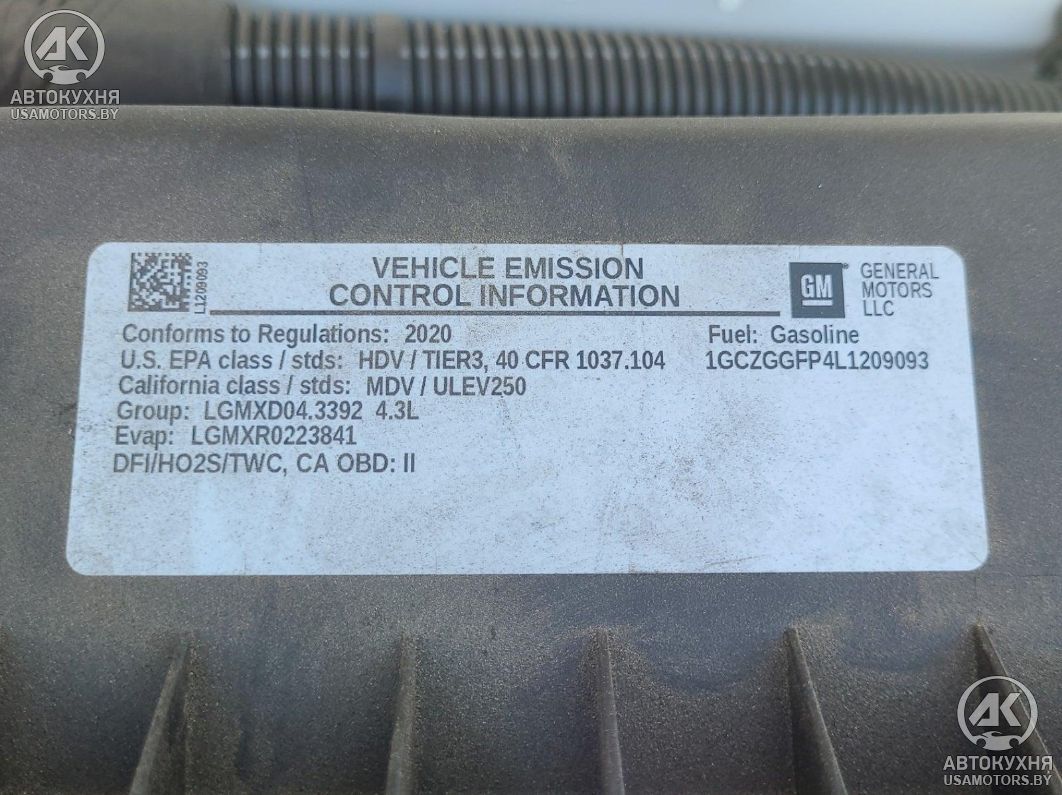 АК
АВТОКУХНЯ
USAMOTORS.BY
L1209093
VEHICLE EMISSION
CONTROL INFORMATION
GM
GENERAL
MOTORS
LLC
Conforms to Regulations: 2020
Fuel: Gasoline
U.S. EPA class / stds: HDV / TIER3, 40 CFR 1037.104
1GCZGGFP4L1209093
California class / stds: MDV / ULEV250
Group: LGMXD04.3392 4.3L
Evap: LGMXR0223841
DFI/HO2S/TWC, CA OBD: II
АК
АВТОКУХНЯ
USAMOTORS.BY